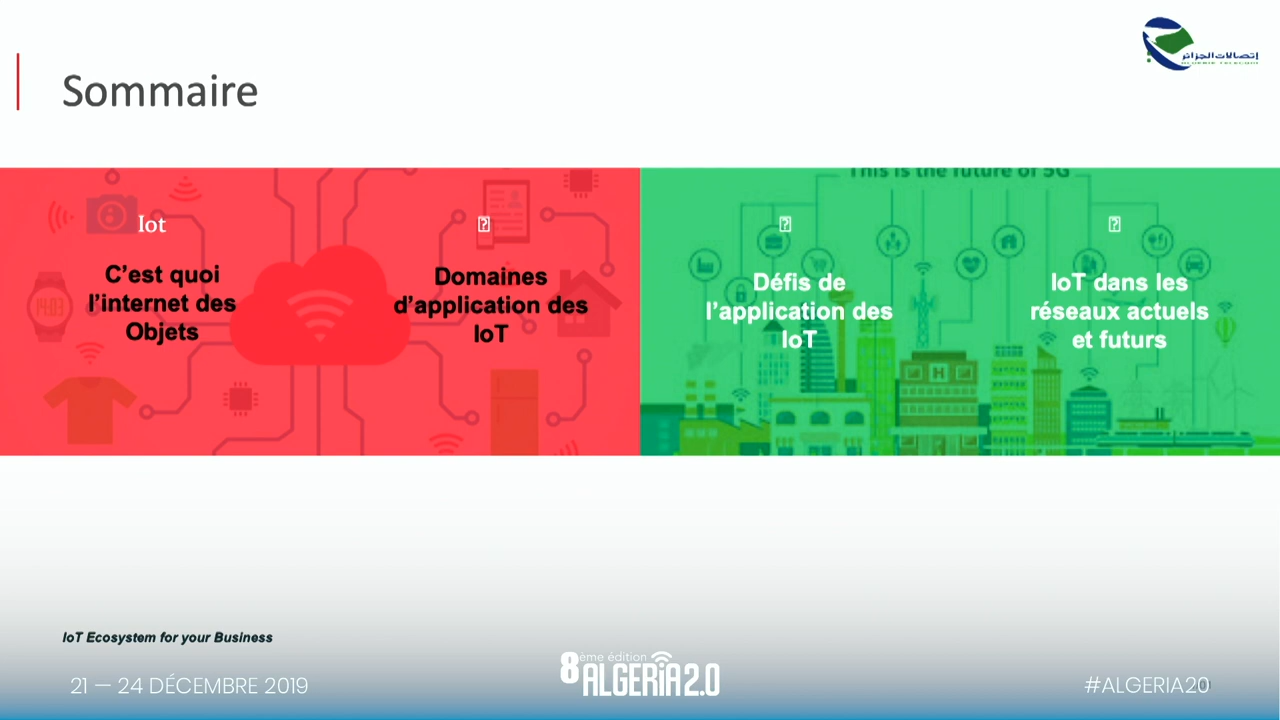 إتصالات الجزائر
Sommaire
This is the future of 5G
Iot
C’est quoi
l’internet des
Objets
Domaines
d’application des
IoT
Défis de
l’application des
IoT
IoT dans les
réseaux actuels
et futurs
14:03
H
IoT Ecosystem for your Business
21 — 24 DÉCEMBRE 2019
8ème édition
ALGERIA 2.0
#ALGERIA20